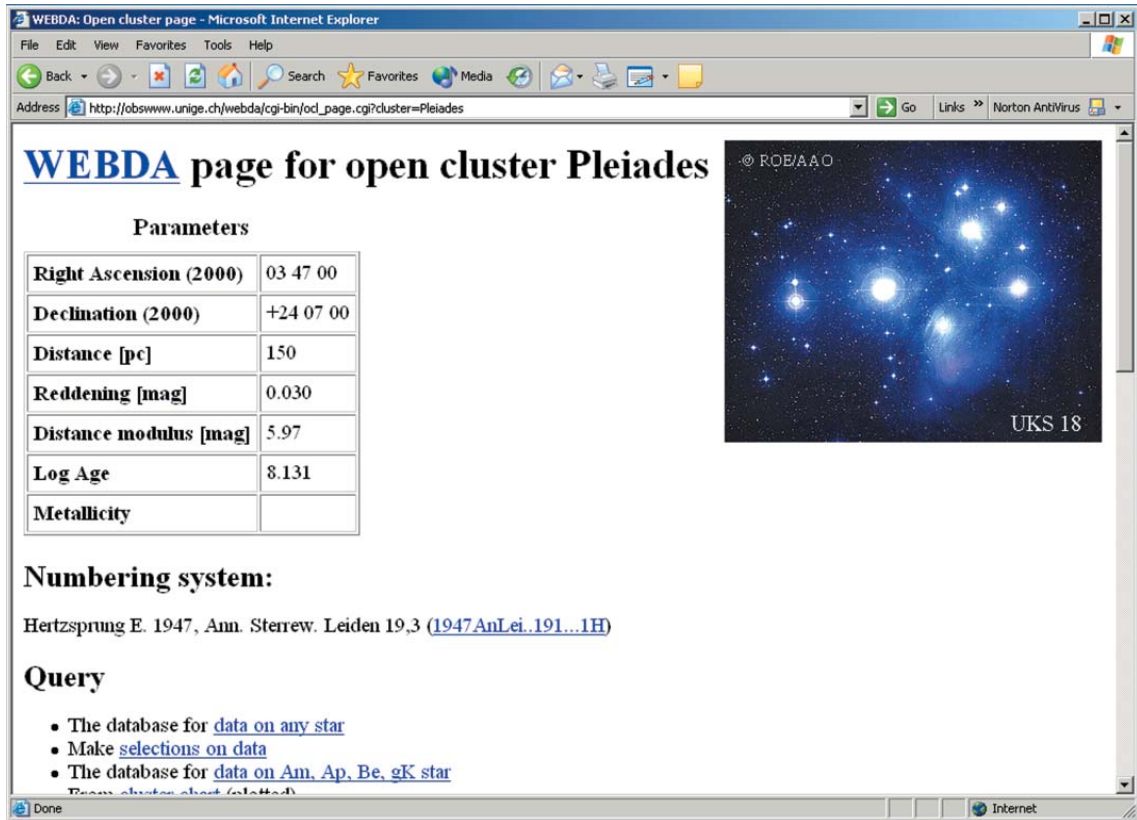 WEBDA: Open cluster page - Microsoft Internet Explorer
File Edit View Favorites Tools Help
Back Search Favorites Media
Address http://obswww.unige.ch/webda/cgi-bin/ocl_page.cgi?cluster=Pleiades Go Links » Norton AntiVirus
WEBDA page for open cluster Pleiades
© ROE/AAO
UKS 18
Parameters
Right Ascension (2000) 03 47 00
Declination (2000) +24 07 00
Distance [pc] 150
Reddening [mag] 0.030
Distance modulus [mag] 5.97
Log Age 8.131
Metallicity
Numbering system:
Hertzsprung E. 1947, Ann. Sterrew. Leiden 19,3 (1947AnLei..191...1H)
Query
• The database for data on any star
• Make selections on data
• The database for data on Am, Ap, Be, gK star
From cluster chart (plotted)
Done Internet